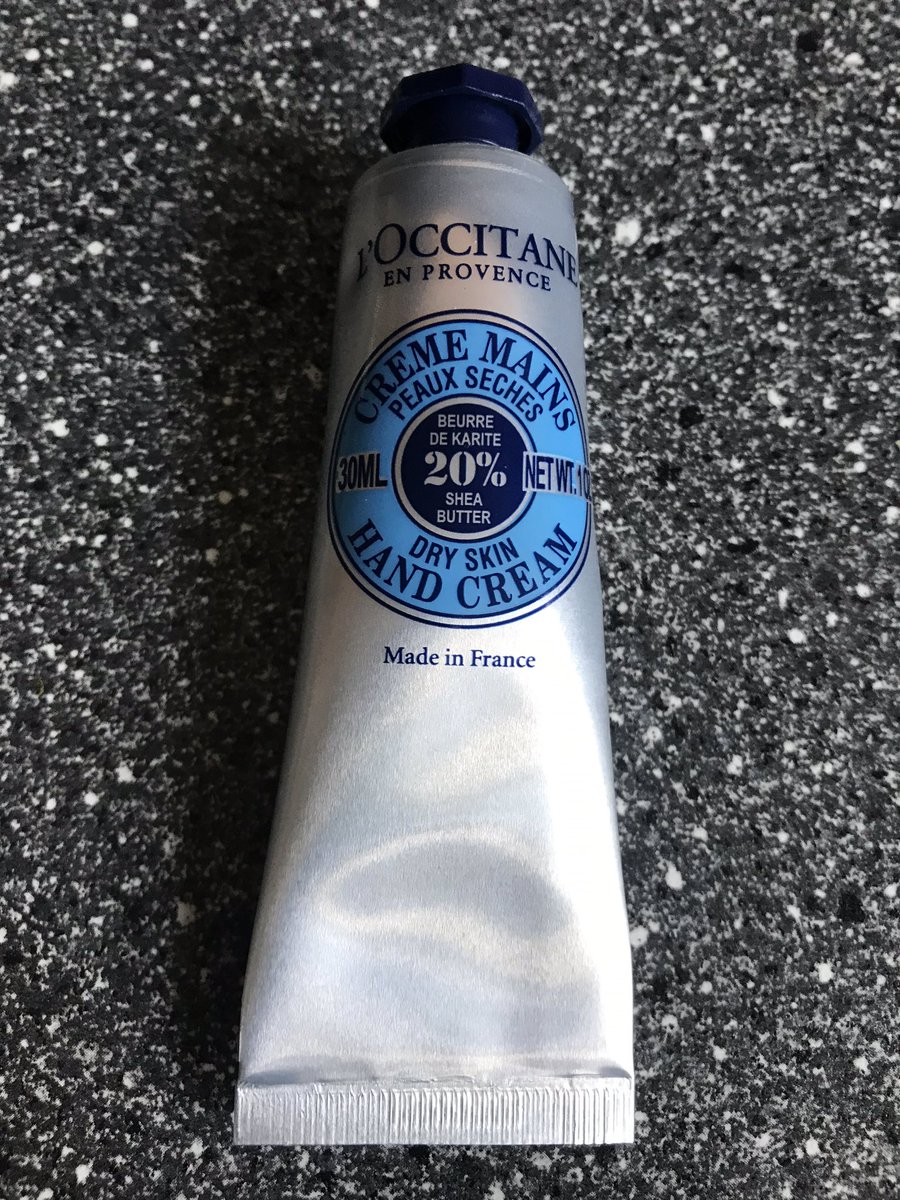 L'OCCITANE
EN PROVENCE
CREME MAINS
PEAUX SECHES
BEURRE
DE KARITE
30ML 20% NET WT. 1
SHEA
BUTTER
DRY SKIN
HAND CREAM
Made in France